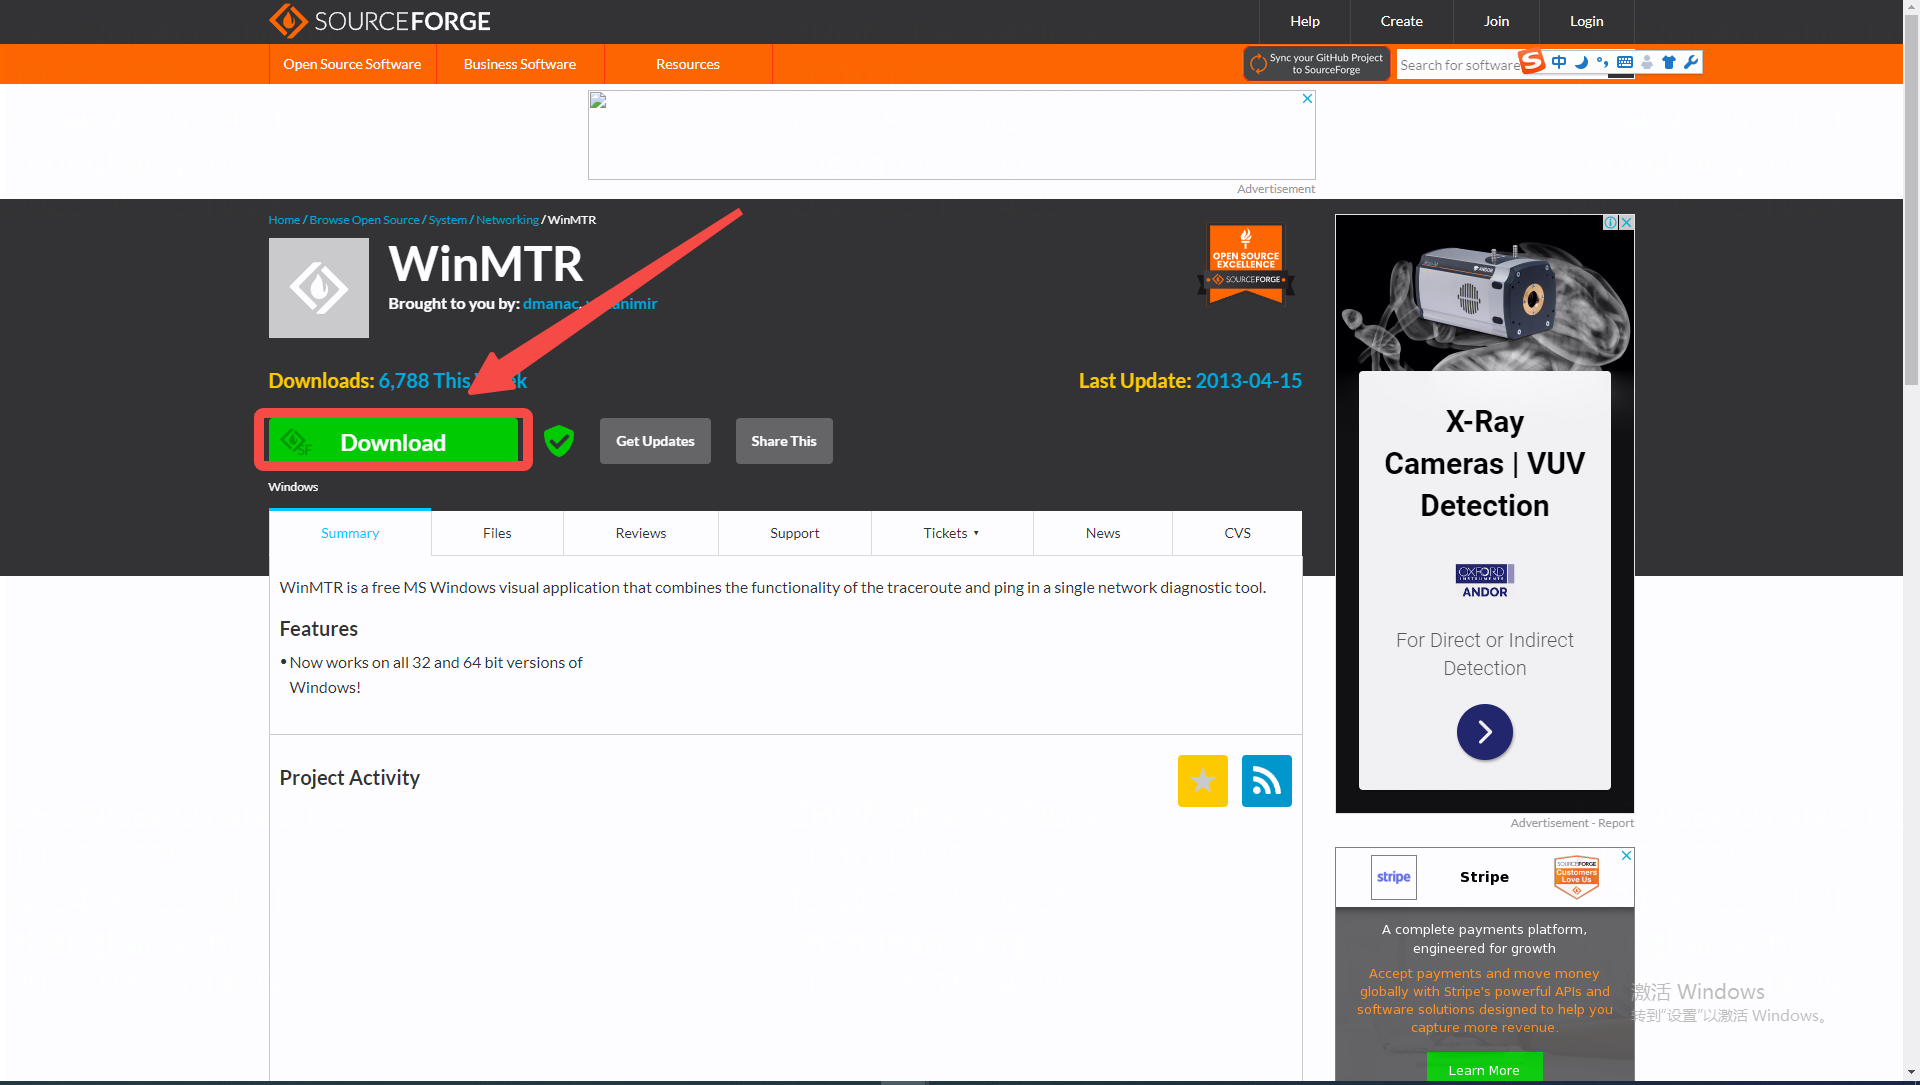 SOURCEFORGE
Help
Create
Join
Login
Open Source Software
Business Software
Resources
Sync your GitHub Project
to SourceForge
Search for software
中
Advertisement
Home / Browse Open Source / System / Networking / WinMTR
WinMTR
Brought to you by: dmanac,
OPEN SOURCE
EXCELLENCE
SOURCEFORGE
Downloads: 6,788 This
Last Update: 2013-04-15
SF
Download
Get Updates
Share This
Windows
Summary
Files
Reviews
Support
Tickets
News
CVS
WinMTR is a free MS Windows visual application that combines the functionality of the traceroute and ping in a single network diagnostic tool.
Features
• Now works on all 32 and 64 bit versions of
Windows!
Project Activity
ANDOR
X-Ray
Cameras | VUV
Detection
OXFORD
INSTRUMENTS
ANDOR
For Direct or Indirect
Detection
Advertisement - Report
stripe
Stripe
SOURCEFORGE
Customers
Love Us
A complete payments platform,
engineered for growth
Accept payments and move money
globally with Stripe's powerful APIs and
software solutions designed to help you
capture more revenue.
Learn More
激活 Windows
转到“设置”以激活 Windows。